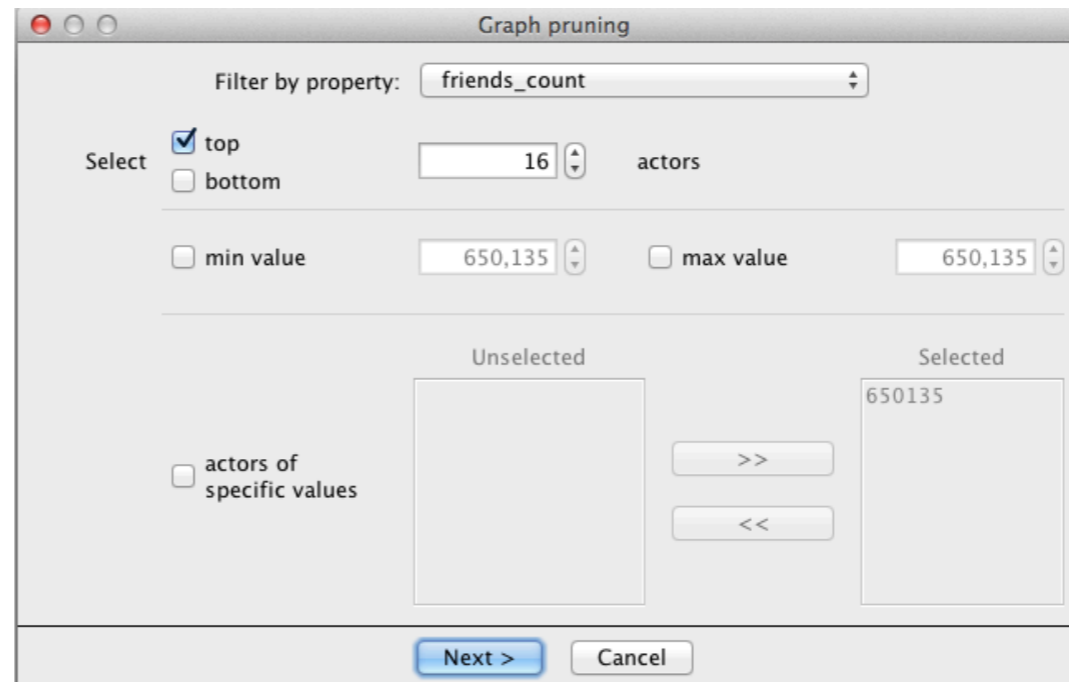 Graph pruning
Filter by property: friends_count
Select top 16 actors
bottom
min value 650,135 max value 650,135
Unselected Selected
650135
actors of
specific values
>>
<<
Next > Cancel